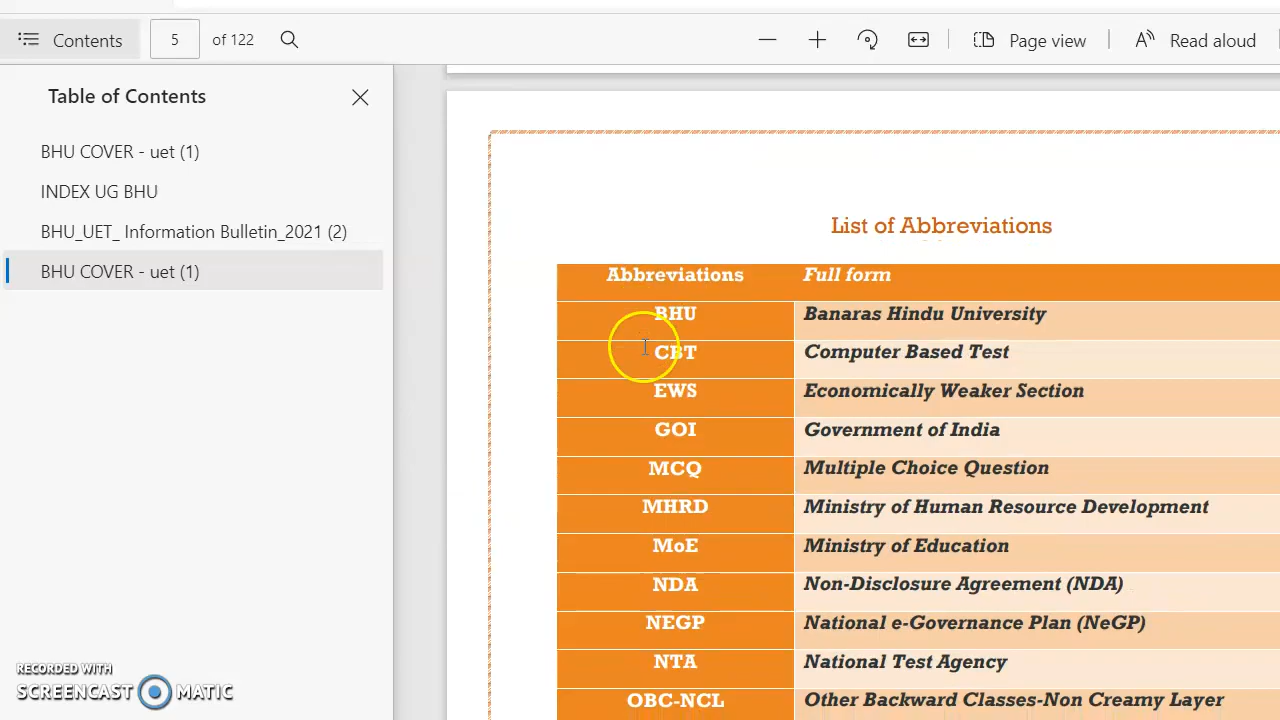 Contents 5 of 122 Page view Read aloud
Table of Contents
BHU COVER - uet (1)
INDEX UG BHU
BHU_UET_ Information Bulletin_2021 (2)
BHU COVER - uet (1)
List of Abbreviations
Abbreviations Full form
BHU Banaras Hindu University
CBT Computer Based Test
EWS Economically Weaker Section
GOI Government of India
MCQ Multiple Choice Question
MHRD Ministry of Human Resource Development
MoE Ministry of Education
NDA Non-Disclosure Agreement (NDA)
NEGP National e-Governance Plan (NeGP)
NTA National Test Agency
OBC-NCL Other Backward Classes-Non Creamy Layer
RECORDED WITH
SCREENCAST MATIC